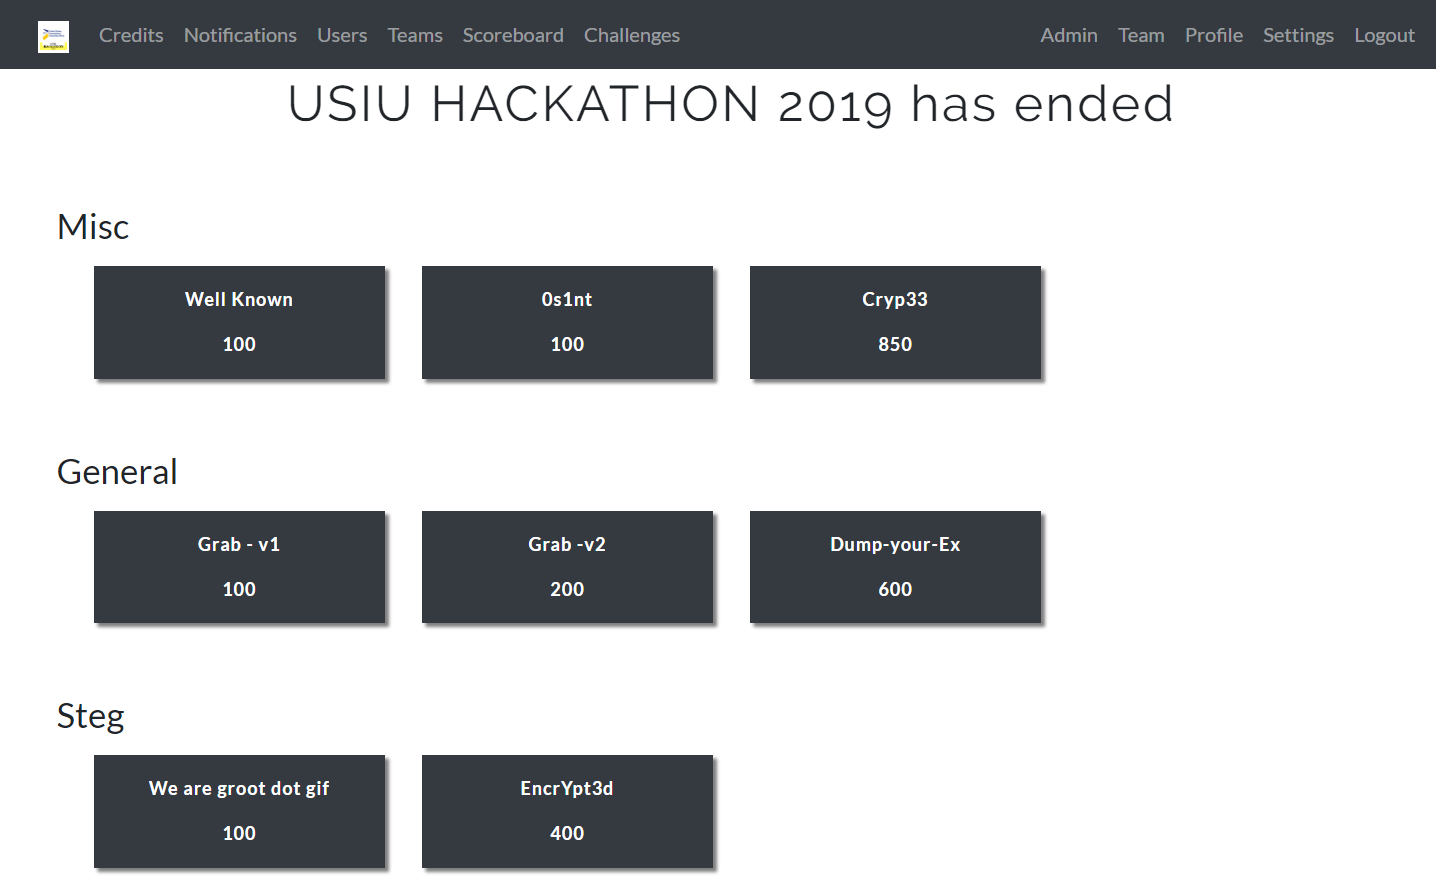 Credits Notifications Users Teams Scoreboard Challenges Admin Team Profile Settings Logout
USIU HACKATHON 2019 has ended
Misc
Well Known 0s1nt Cryp33
100 100 850
General
Grab - v1 Grab -v2 Dump-your-Ex
100 200 600
Steg
We are groot dot gif EncrYpt3d
100 400